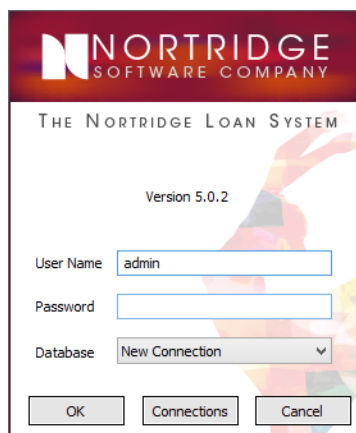 NORTRIDGE
SOFTWARE COMPANY
THE NORTRIDGE LOAN SYSTEM
Version 5.0.2
User Name admin
Password
Database New Connection
OK Connections Cancel